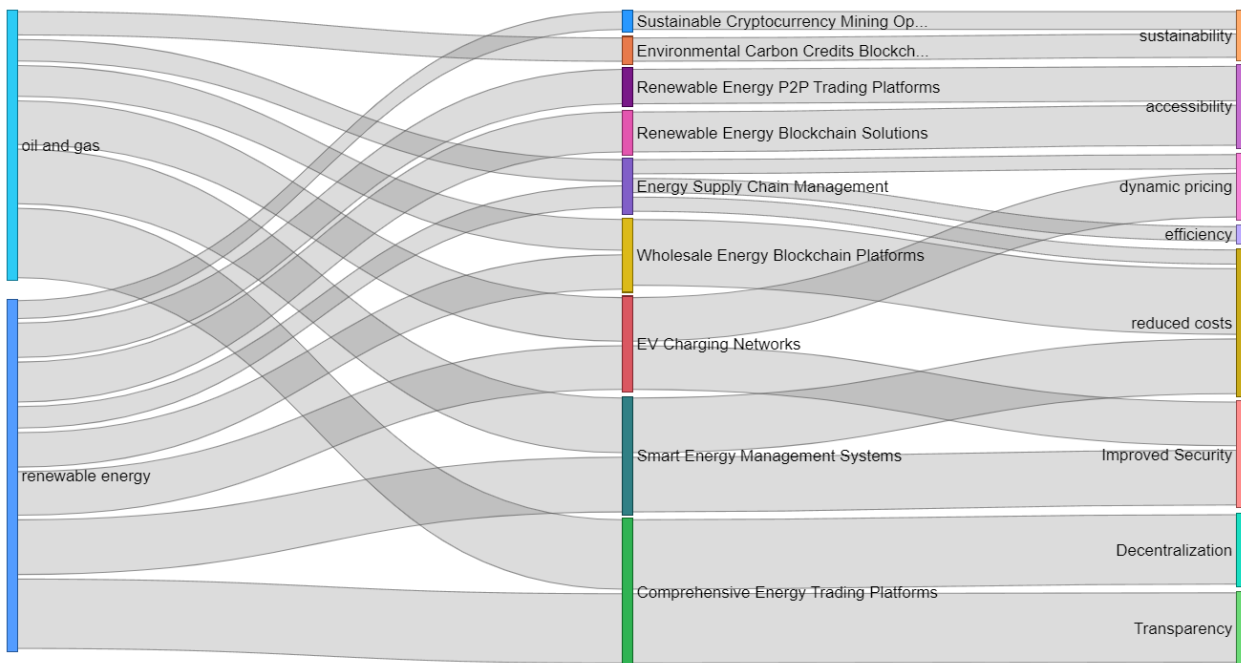 oil and gas
renewable energy
Sustainable Cryptocurrency Mining Op...
Environmental Carbon Credits Blockch...
Renewable Energy P2P Trading Platforms
Renewable Energy Blockchain Solutions
Energy Supply Chain Management
Wholesale Energy Blockchain Platforms
EV Charging Networks
Smart Energy Management Systems
Comprehensive Energy Trading Platforms
sustainability
accessibility
dynamic pricing
efficiency
reduced costs
Improved Security
Decentralization
Transparency